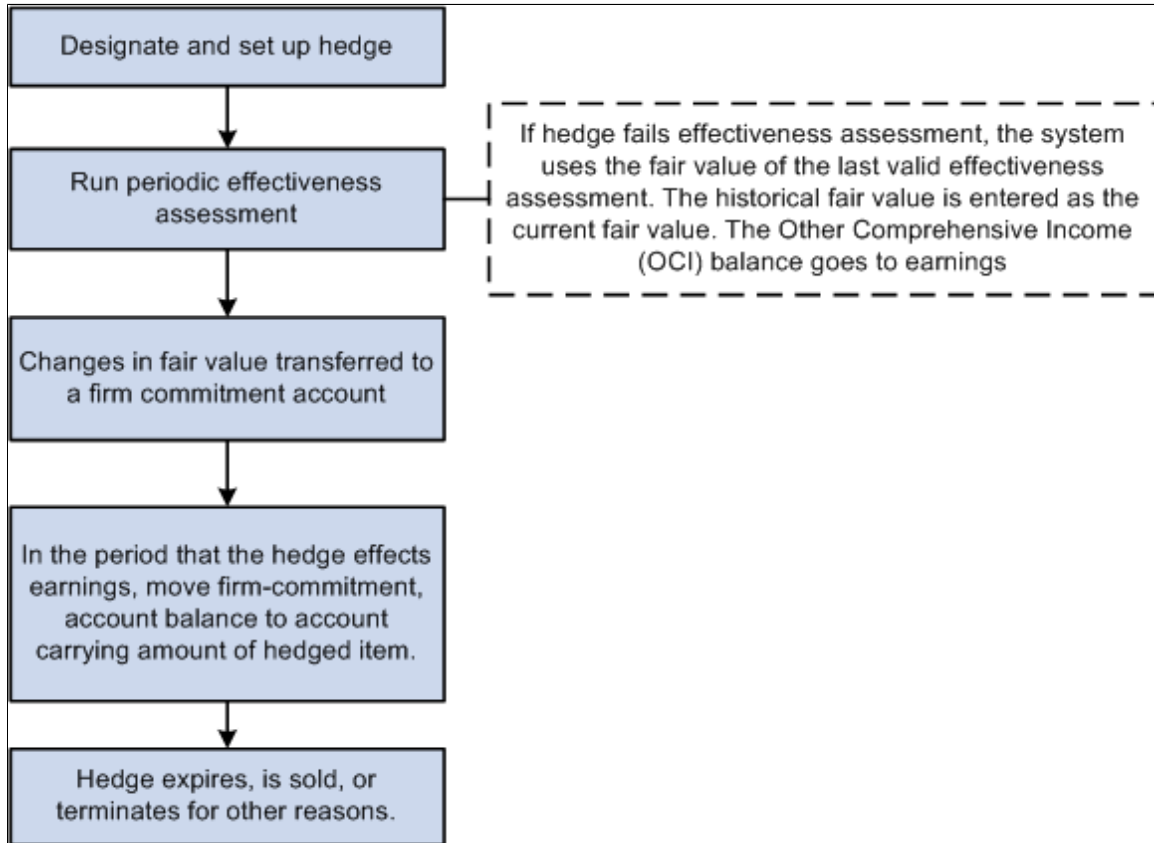 Designate and set up hedge
Run periodic effectiveness
assessment
If hedge fails effectiveness assessment, the system
uses the fair value of the last valid effectiveness
assessment. The historical fair value is entered as the
current fair value. The Other Comprehensive Income
(OCI) balance goes to earnings
Changes in fair value transferred to
a firm commitment account
In the period that the hedge effects
earnings, move firm-commitment,
account balance to account
carrying amount of hedged item.
Hedge expires, is sold, or
terminates for other reasons.